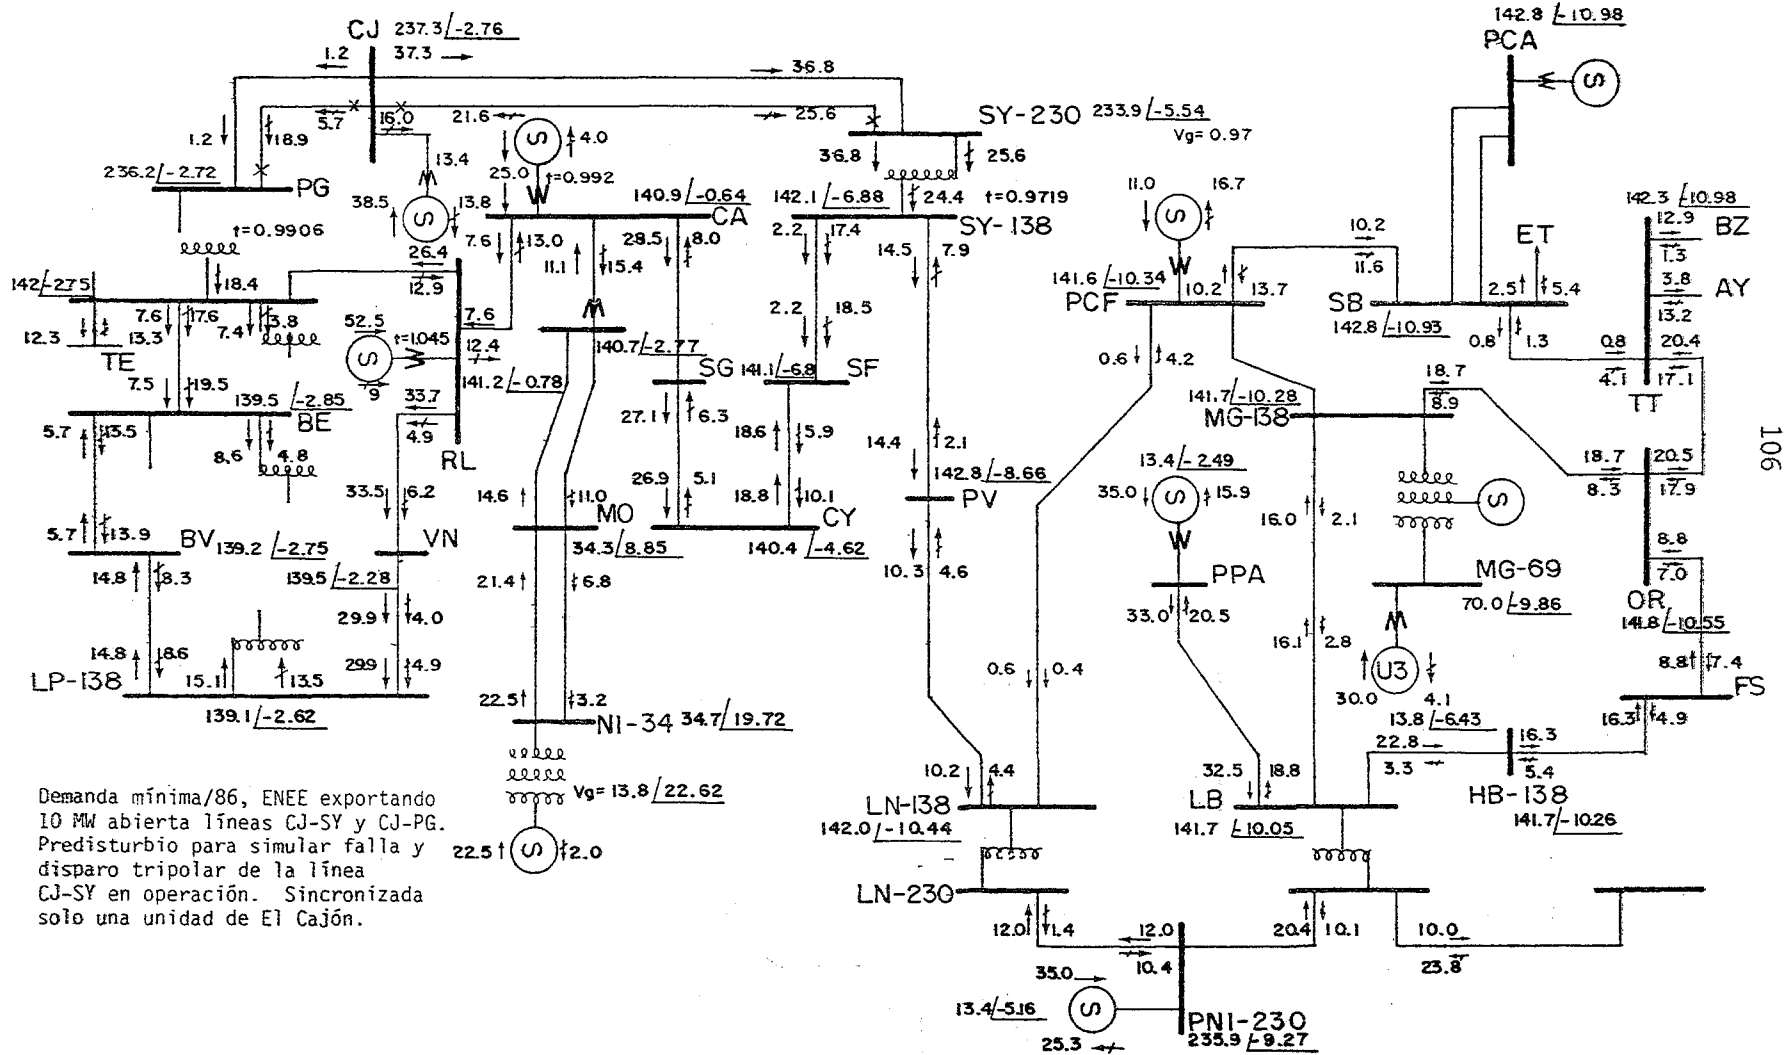 CJ 237.3 /-2.76
1.2 37.3
36.8
142.8 /-10.98
PCA
S
1.2 18.9
5.7 16.0
21.6 S 4.0
25.6
SY-230 233.9 /-5.54
Vg= 0.97
36.8 25.6
236.2 /-2.72 PG
13.4
25.0 t=0.992
38.5 S 13.8
140.9 /-0.64
CA
142.1 /-6.88 24.4 t=0.9719
SY-138
11.0 S 16.7
10.2
11.6
ET
142.3 /-10.98
12.9 BZ
1.3
3.8 AY
13.2
t=0.9906
18.4
26.4
12.9
7.6 13.0
11.1 15.4
28.5 8.0
2.2 17.4
14.5 7.9
141.6 /-10.34
PCF
10.2 13.7
SB
2.5 5.4
142.8 /-10.93
142 /-2.75
12.3 TE
7.6 17.6
13.3
7.4 3.8
52.5 S 9
t=1.045
7.6
12.4
140.7 /-2.77
141.2 /-0.78
2.2 18.5
SG 141.1 /-6.8 SF
0.6 4.2
0.8 1.3
0.8 20.4
4.1 17.1
TT
7.5 19.5
139.5 /-2.85
BE
33.7
4.9
RL
27.1 6.3
18.6 5.9
141.7 /-10.28
MG-138
18.7
8.9
5.7 13.5
8.6 4.8
33.5 6.2
14.6 11.0
26.9 5.1
18.8 10.1
14.4 2.1
142.8 /-8.66
PV
13.4 /-2.49
35.0 S 15.9
16.0 2.1
S
18.7 20.5
8.3 17.9
5.7 13.9
BV 139.2 /-2.75
VN
139.5 /-2.28
MO
34.3 /8.85
CY
140.4 /-4.62
10.3 4.6
PPA
33.0 20.5
MG-69
70.0 /-9.86
8.8
7.0
OR
141.8 /-10.55
14.8 8.3
29.9 4.0
21.4 6.8
14.8 8.6
LP-138
15.1 13.5
29.9 4.9
139.1 /-2.62
22.5 3.2
NI-34 34.7 /19.72
0.6 0.4
16.1 2.8
30.0 U3 4.1
8.8 7.4
FS
16.3 4.9
13.8 /-6.43
22.8 16.3
3.3 5.4
HB-138
141.7 /-10.26
Vg= 13.8 /22.62
22.5 S 2.0
10.2 4.4
LN-138
142.0 /-10.44
32.5 18.8
LB
141.7 /-10.05
LN-230
12.0 1.4
12.0
10.4
20.4 10.1
10.0
23.8
35.0
13.4 /-5.16 S
25.3
PNI-230
235.9 /-9.27
Demanda mínima/86, ENEE exportando
10 MW abierta líneas CJ-SY y CJ-PG.
Predisturbio para simular falla y
disparo tripolar de la línea
CJ-SY en operación. Sincronizada
solo una unidad de El Cajón.
106